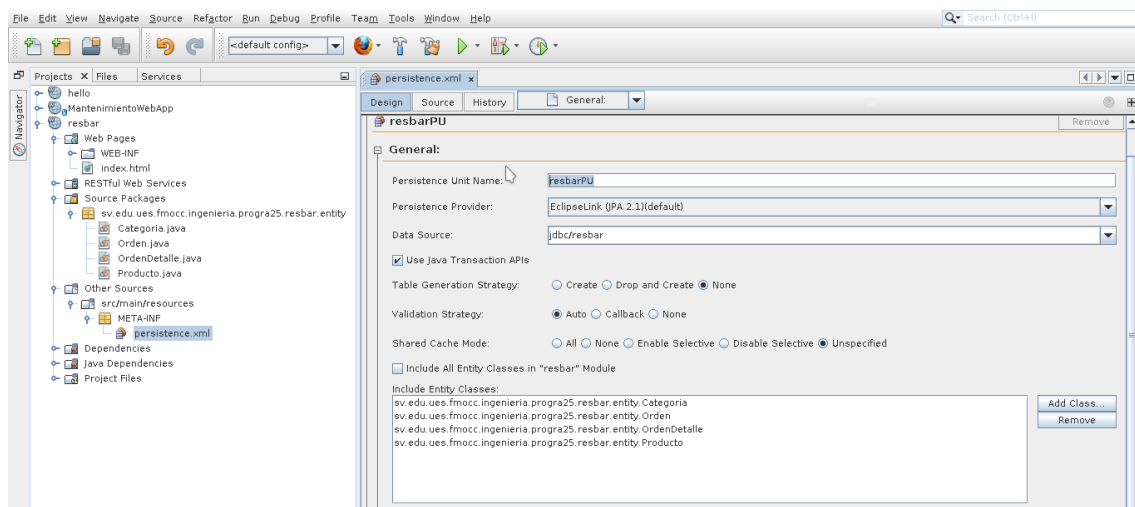 File Edit View Navigate Source Refactor Run Debug Profile Team Tools Window Help
Search (Ctrl+I)
<default config>
Projects Files Services
persistence.xml
Navigator
hello
MantenimientoWebApp
resbar
Web Pages
WEB-INF
index.html
RESTful Web Services
Source Packages
sv.edu.ues.fmocc.ingenieria.progra25.resbar.entity
Categoria.java
Orden.java
OrdenDetalle.java
Producto.java
Other Sources
src/main/resources
META-INF
persistence.xml
Dependencies
Java Dependencies
Project Files
Design Source History General:
resbarPU Remove
General:
Persistence Unit Name: resbarPU
Persistence Provider: EclipseLink (JPA 2.1)(default)
Data Source: jdbc/resbar
Use Java Transaction APIs
Table Generation Strategy: Create Drop and Create None
Validation Strategy: Auto Callback None
Shared Cache Mode: All None Enable Selective Disable Selective Unspecified
Include All Entity Classes in "resbar" Module
Include Entity Classes:
sv.edu.ues.fmocc.ingenieria.progra25.resbar.entity.Categoria
sv.edu.ues.fmocc.ingenieria.progra25.resbar.entity.Orden
sv.edu.ues.fmocc.ingenieria.progra25.resbar.entity.OrdenDetalle
sv.edu.ues.fmocc.ingenieria.progra25.resbar.entity.Producto
Add Class...
Remove